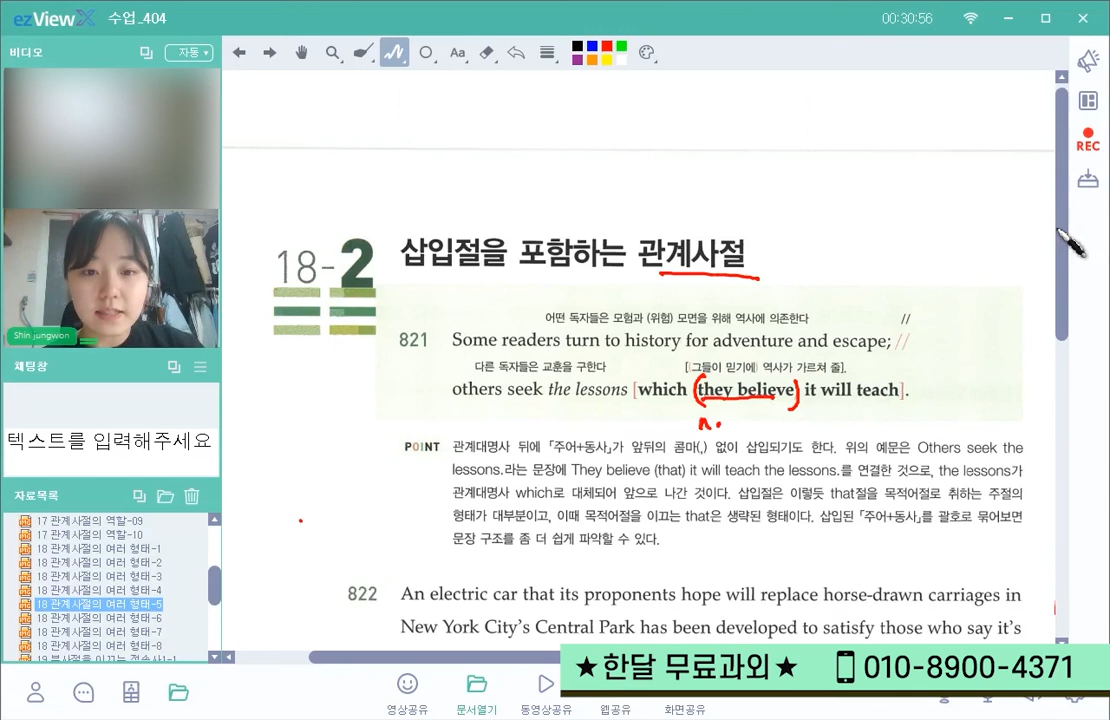 ezViewX 수업_404
00:30:56
비디오
자동
Aa
REC
Shin jungwon
채팅창
텍스트를 입력해주세요
자료목록
17 관계사절의 역할-09
17 관계사절의 역할-10
18 관계사절의 여러 형태-1
18 관계사절의 여러 형태-2
18 관계사절의 여러 형태-3
18 관계사절의 여러 형태-4
18 관계사절의 여러 형태-5
18 관계사절의 여러 형태-6
18 관계사절의 여러 형태-7
18 관계사절의 여러 형태-8
19 부사절을 이끄는 접속사1-1
18-2 삽입절을 포함하는 관계사절
어떤 독자들은 모험과 (위험) 모면을 위해 역사에 의존한다 //
821 Some readers turn to history for adventure and escape; //
다른 독자들은 교훈을 구한다 [(그들이 믿기에) 역사가 가르쳐 줄].
others seek the lessons [which (they believe) it will teach].
n.
POINT 관계대명사 뒤에 「주어+동사」가 앞뒤의 콤마(,) 없이 삽입되기도 한다. 위의 예문은 Others seek the
lessons.라는 문장에 They believe (that) it will teach the lessons.를 연결한 것으로, the lessons가
관계대명사 which로 대체되어 앞으로 나간 것이다. 삽입절은 이렇듯 that절을 목적어절로 취하는 주절의
형태가 대부분이고, 이때 목적어절을 이끄는 that은 생략된 형태이다. 삽입된 「주어+동사」를 괄호로 묶어보면
문장 구조를 좀 더 쉽게 파악할 수 있다.
822 An electric car that its proponents hope will replace horse-drawn carriages in
New York City's Central Park has been developed to satisfy those who say it's
★한달 무료과외★ 010-8900-4371
영상공유
문서열기
동영상공유
웹공유
화면공유